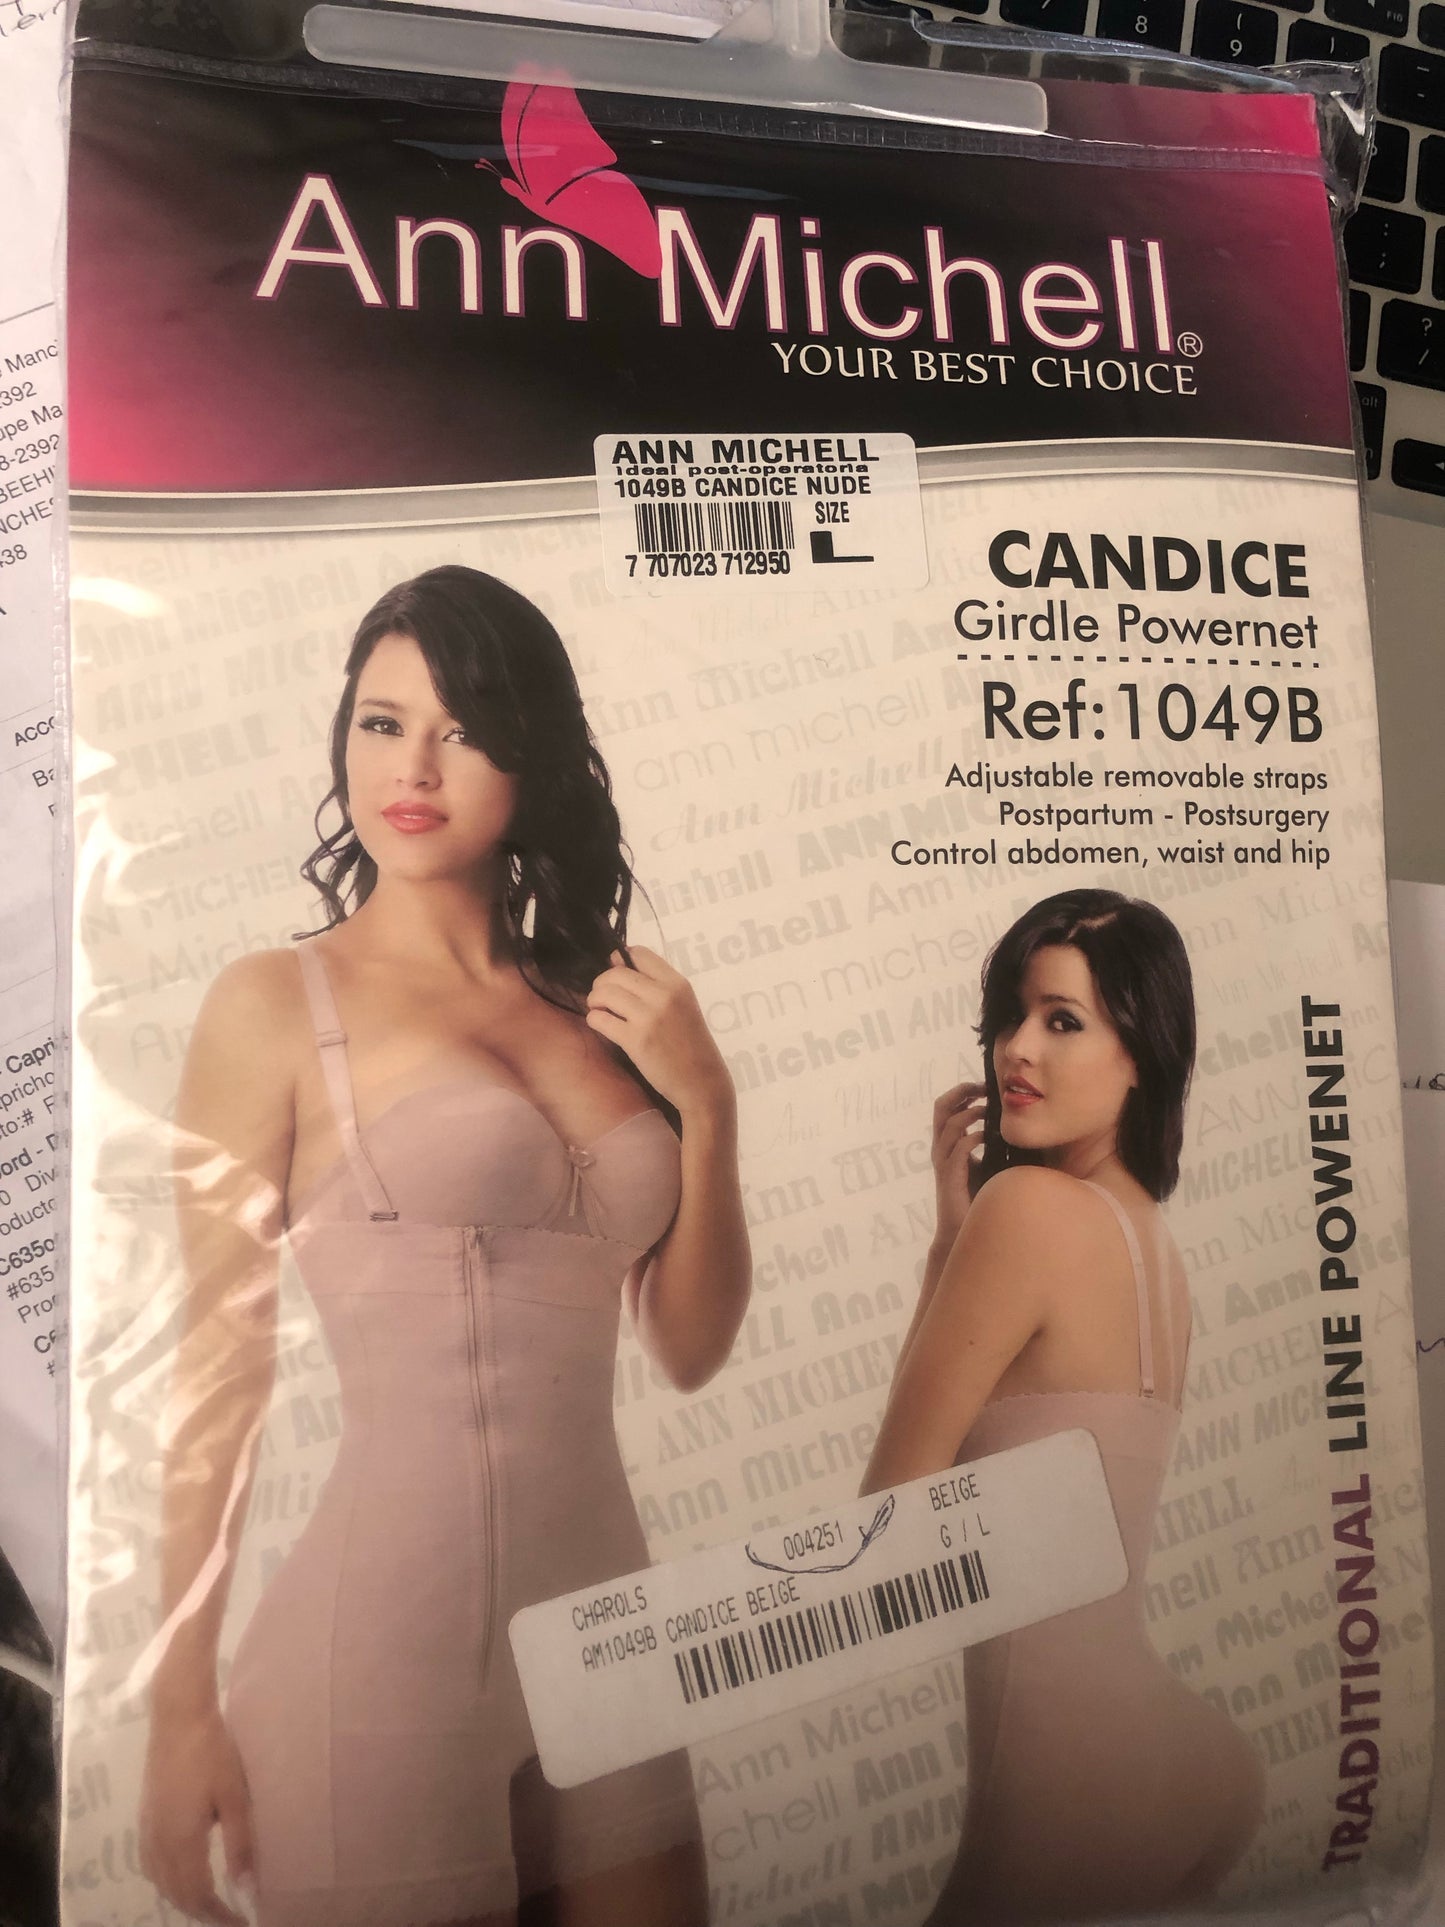 Ann Michell®
YOUR BEST CHOICE
ANN MICHELL
ideal post-operatoria
1049B CANDICE NUDE
SIZE
L
7 707023 712950
CANDICE
Girdle Powernet
Ref:1049B
Adjustable removable straps
Postpartum - Postsurgery
Control abdomen, waist and hip
TRADITIONAL LINE POWENET
004251
BEIGE
G / L
CHAROLS
AM1049B CANDICE BEIGE